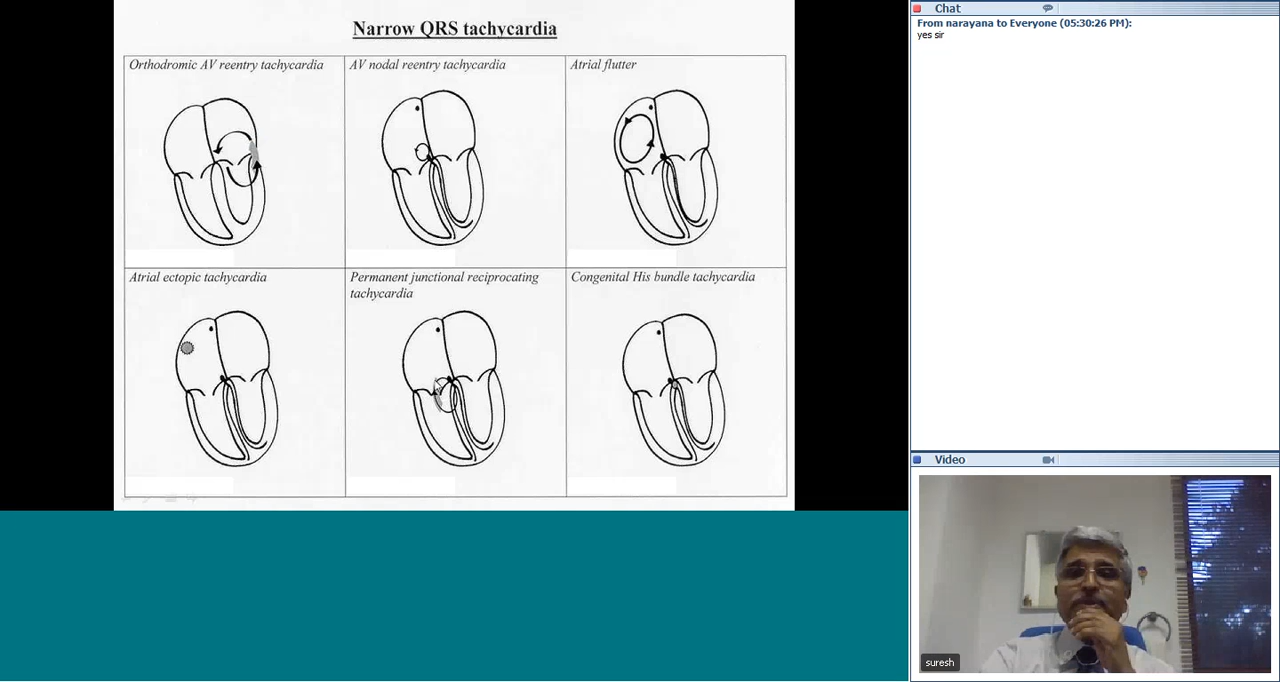 Narrow QRS tachycardia
Orthodromic AV reentry tachycardia
AV nodal reentry tachycardia
Atrial flutter
Atrial ectopic tachycardia
Permanent junctional reciprocating
tachycardia
Congenital His bundle tachycardia
Chat
From narayana to Everyone (05:30:26 PM):
yes sir
Video
suresh